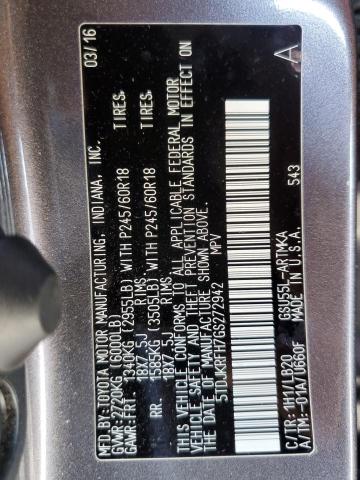 MFD.BY:TOYOTA MOTOR MANUFACTURING, INDIANA, INC. 03/16
GVWR:2720KG (6000LB)
GAWR:FRT. 1340KG (2955LB) WITH P245/60R18 TIRES.
18X7.5J RIMS
RR. 1585KG (3505LB) WITH P245/60R18 TIRES.
18X7.5J RIMS
THIS VEHICLE CONFORMS TO ALL APPLICABLE FEDERAL MOTOR
VEHICLE SAFETY AND THEFT PREVENTION STANDARDS IN EFFECT ON
THE DATE OF MANUFACTURE SHOWN ABOVE.
5TDJKRFH7GS272942 MPV
A
C/TR:1H1/LB20 GSU55L-ARTMKA
A/TM:-01A/U660F MADE IN U.S.A. 543